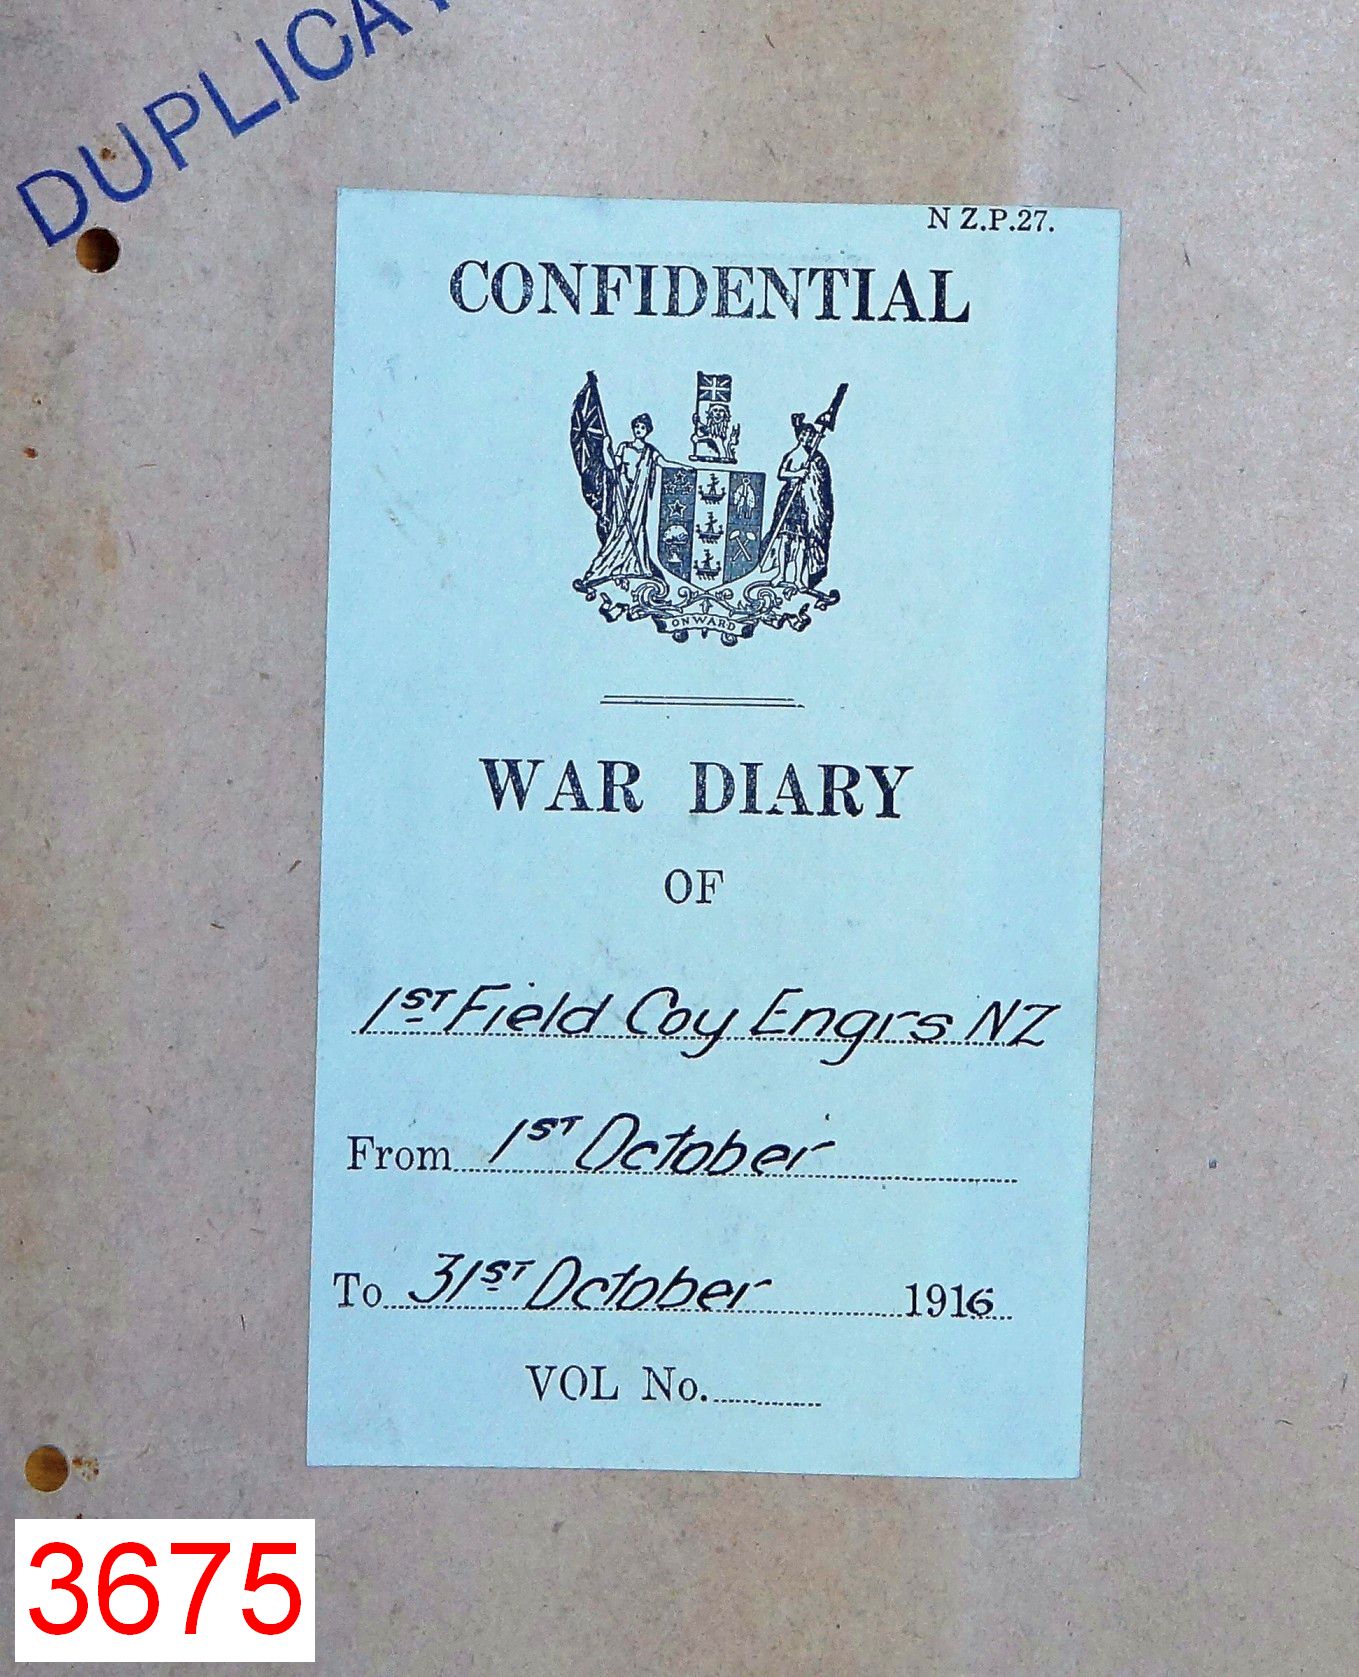 DUPLICA
N Z.P.27.
CONFIDENTIAL
ONWARD
WAR DIARY
OF
1ST Field Coy Engrs NZ
From 1ST October
To 31ST October 1916
VOL No.
3675